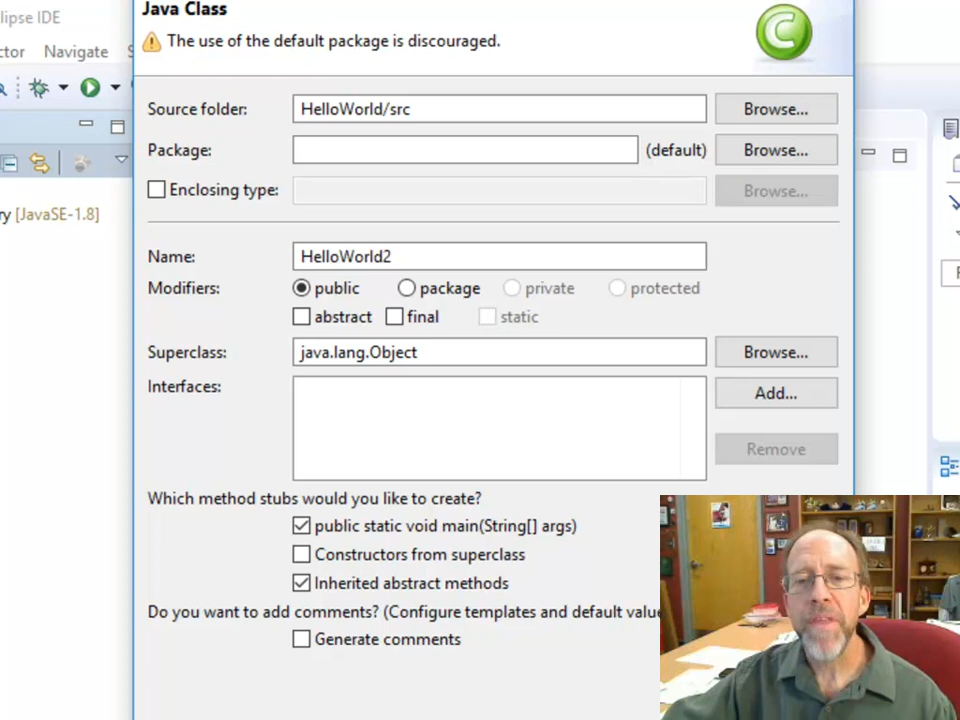 lipse IDE
Java Class
The use of the default package is discouraged.
ctor Navigate
Source folder: HelloWorld/src Browse...
Package: (default) Browse...
Enclosing type: Browse...
ry [JavaSE-1.8]
Name: HelloWorld2
Modifiers: public package private protected
abstract final static
Superclass: java.lang.Object Browse...
Interfaces: Add...
Remove
Which method stubs would you like to create?
public static void main(String[] args)
Constructors from superclass
Inherited abstract methods
Do you want to add comments? (Configure templates and default value
Generate comments